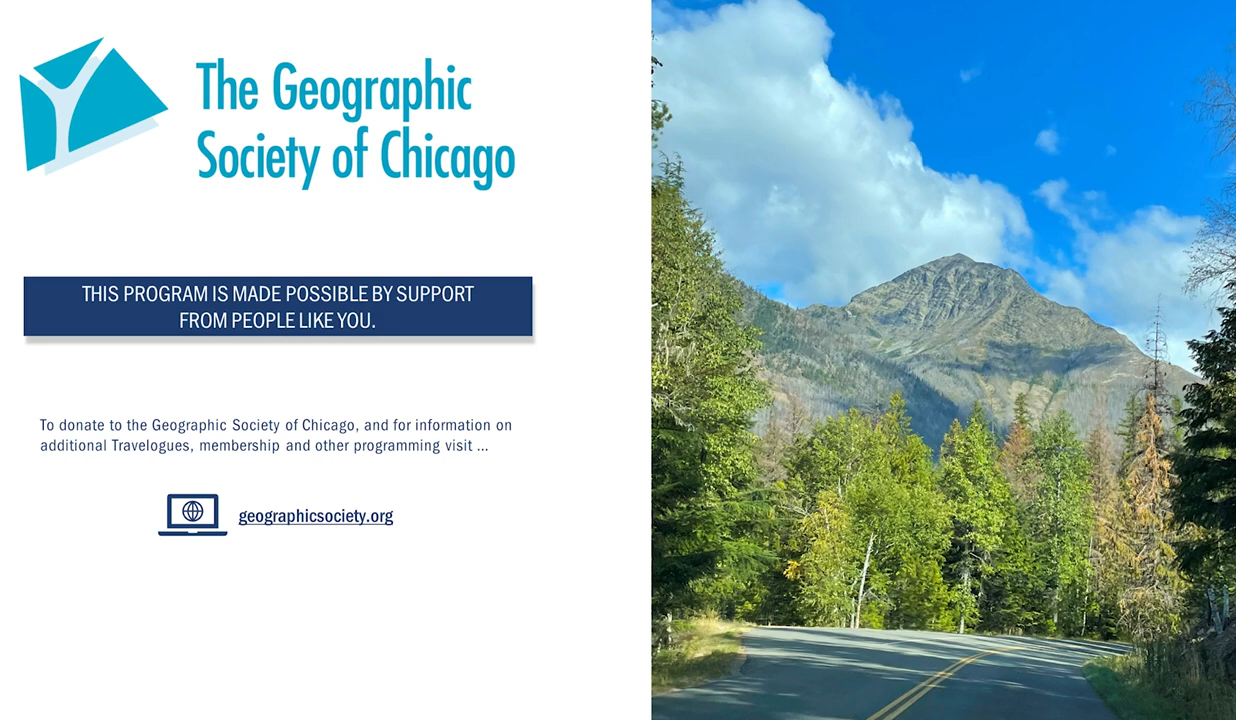 The Geographic
Society of Chicago
THIS PROGRAM IS MADE POSSIBLE BY SUPPORT
FROM PEOPLE LIKE YOU.
To donate to the Geographic Society of Chicago, and for information on
additional Travelogues, membership and other programming visit ...
geographicsociety.org